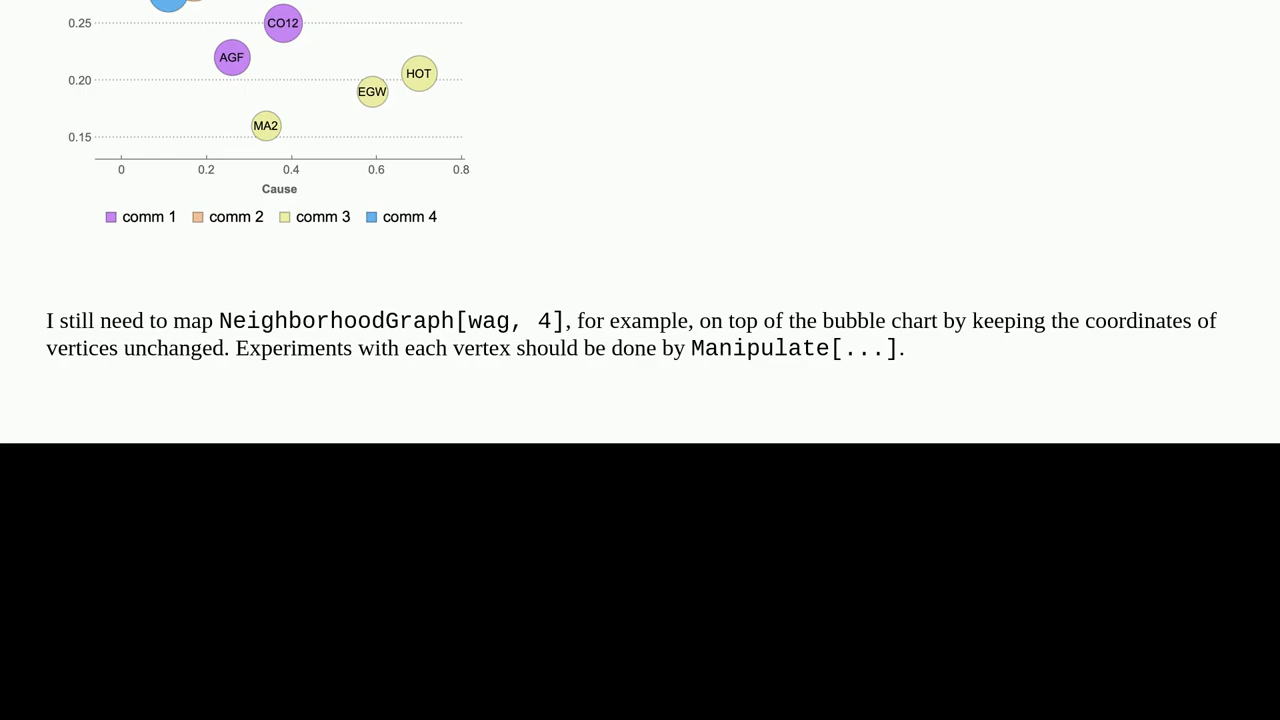 0.25
CO12
AGF
0.20
HOT
EGW
MA2
0.15
0 0.2 0.4 0.6 0.8
Cause
comm 1 comm 2 comm 3 comm 4
I still need to map NeighborhoodGraph[wag, 4], for example, on top of the bubble chart by keeping the coordinates of
vertices unchanged. Experiments with each vertex should be done by Manipulate[...].